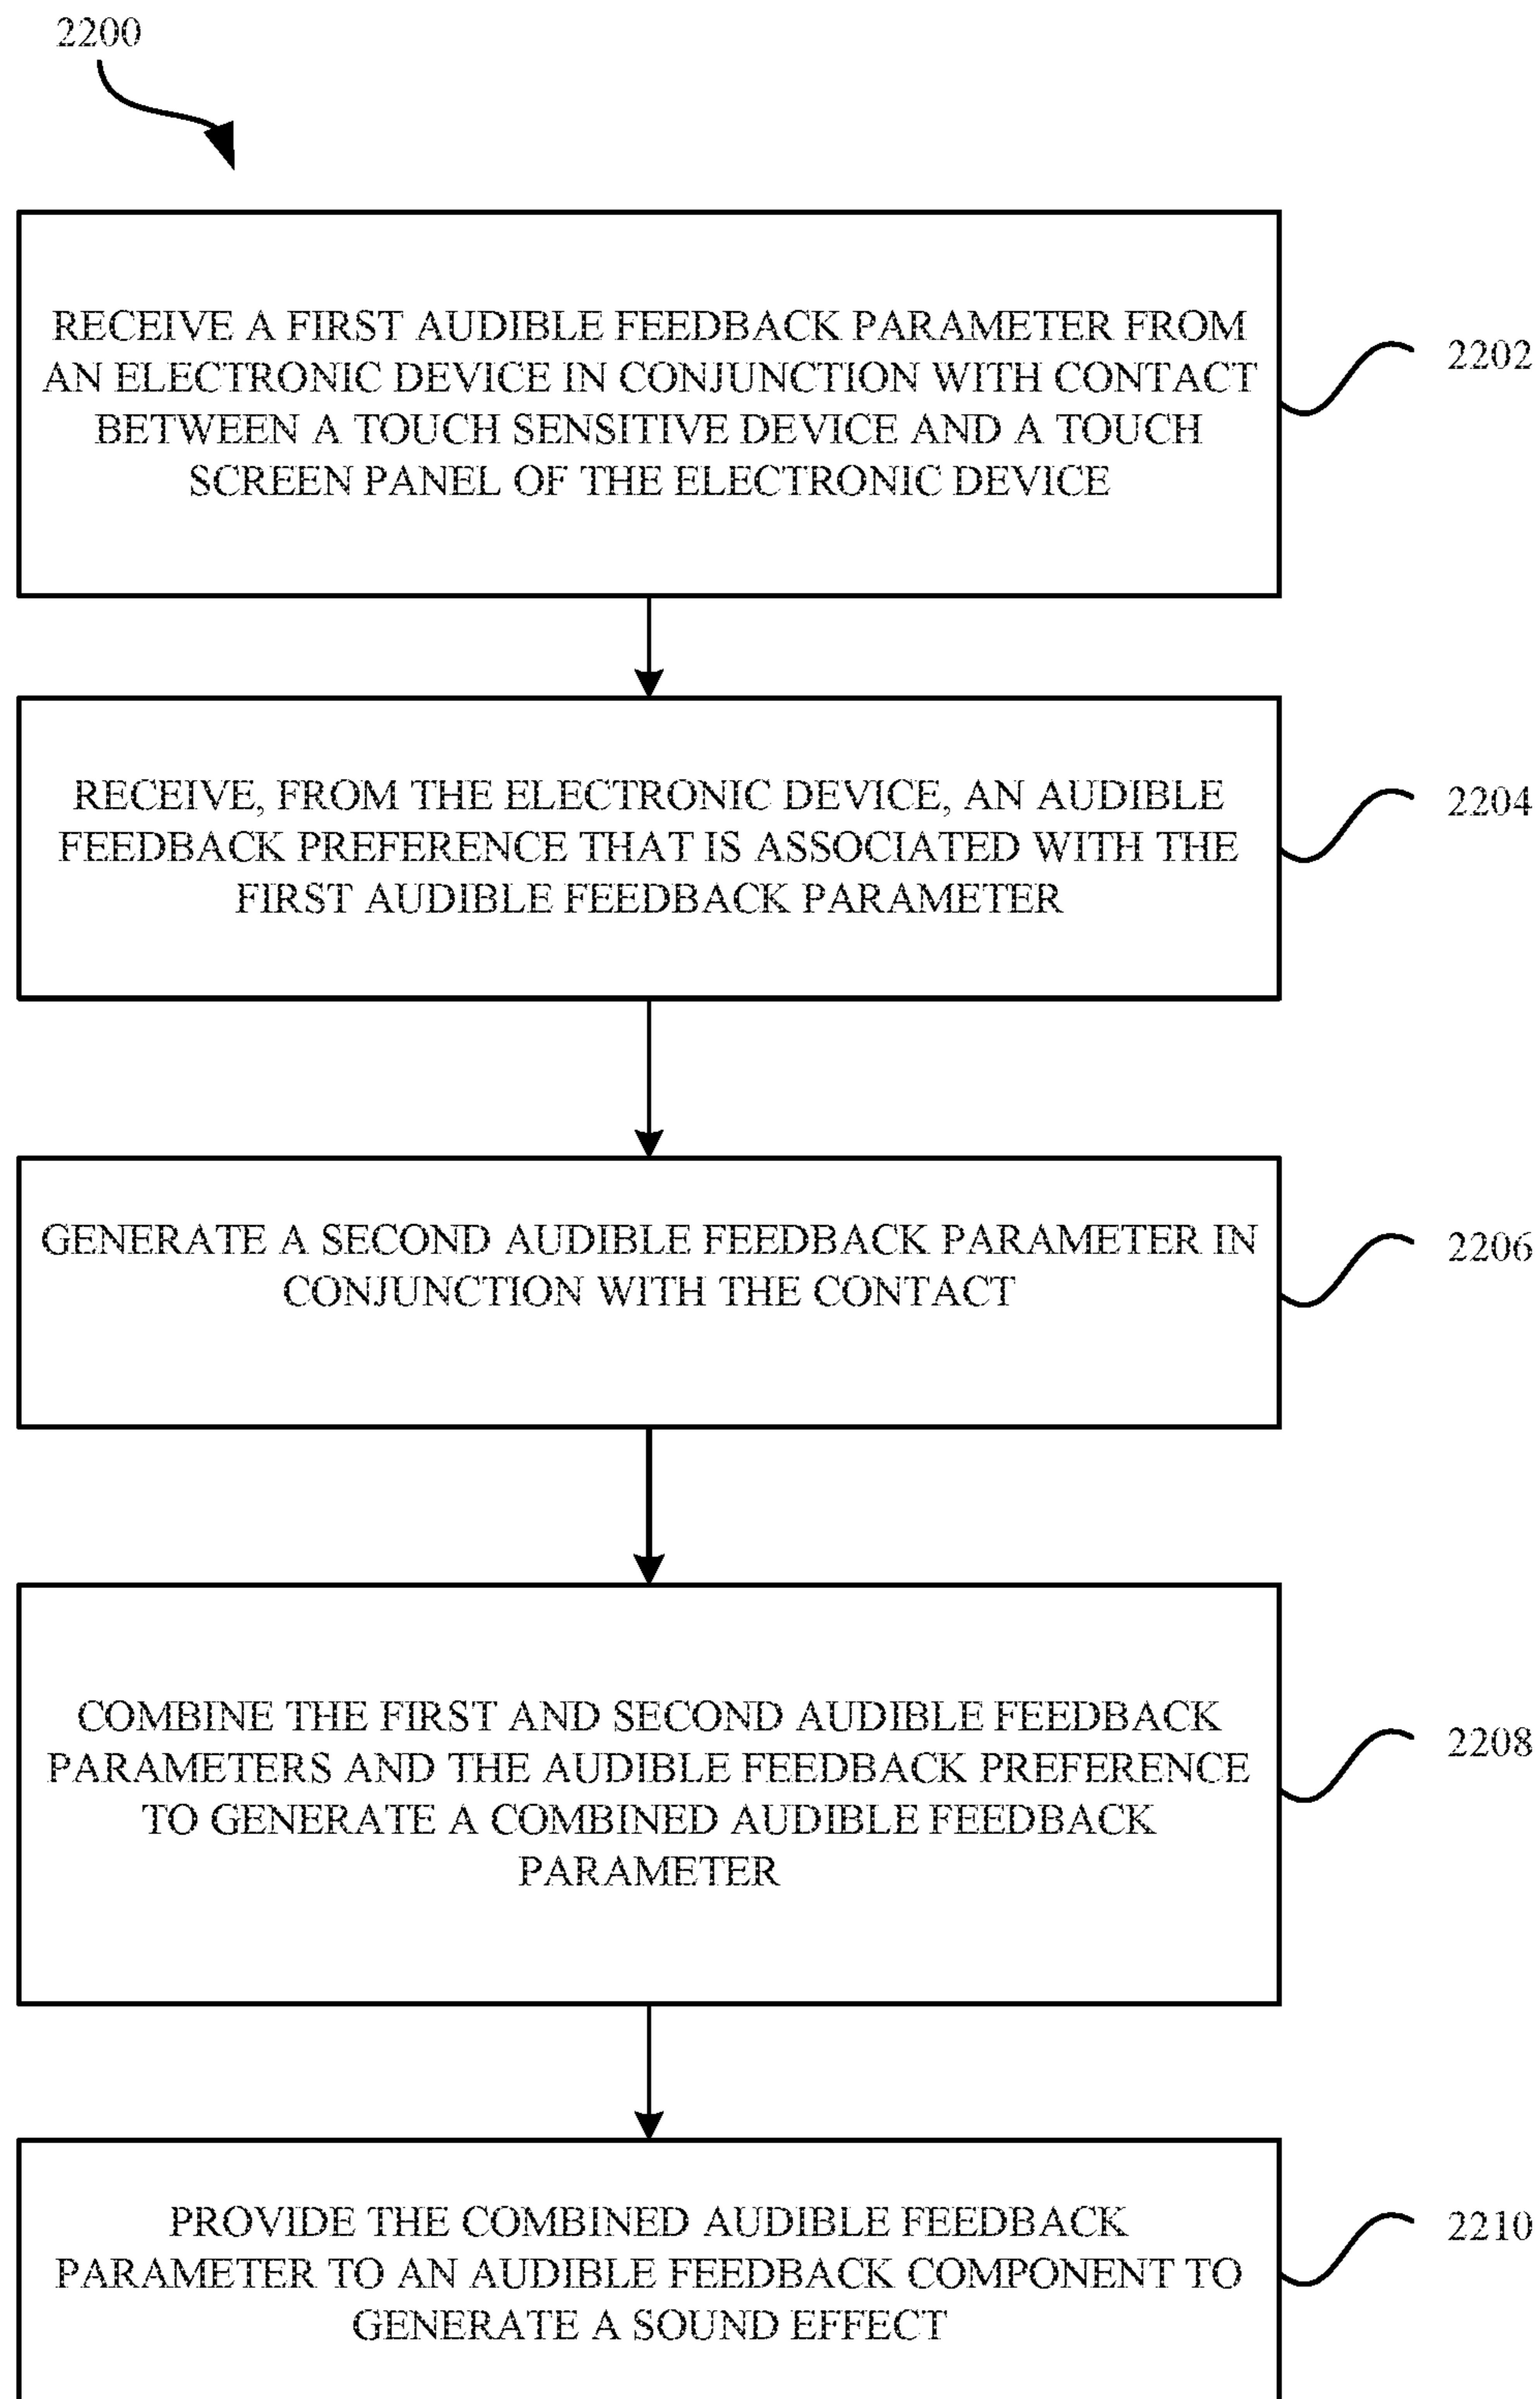 2200
RECEIVE A FIRST AUDIBLE FEEDBACK PARAMETER FROM
AN ELECTRONIC DEVICE IN CONJUNCTION WITH CONTACT
BETWEEN A TOUCH SENSITIVE DEVICE AND A TOUCH
SCREEN PANEL OF THE ELECTRONIC DEVICE
2202
RECEIVE, FROM THE ELECTRONIC DEVICE, AN AUDIBLE
FEEDBACK PREFERENCE THAT IS ASSOCIATED WITH THE
FIRST AUDIBLE FEEDBACK PARAMETER
2204
GENERATE A SECOND AUDIBLE FEEDBACK PARAMETER IN
CONJUNCTION WITH THE CONTACT
2206
COMBINE THE FIRST AND SECOND AUDIBLE FEEDBACK
PARAMETERS AND THE AUDIBLE FEEDBACK PREFERENCE
TO GENERATE A COMBINED AUDIBLE FEEDBACK
PARAMETER
2208
PROVIDE THE COMBINED AUDIBLE FEEDBACK
PARAMETER TO AN AUDIBLE FEEDBACK COMPONENT TO
GENERATE A SOUND EFFECT
2210